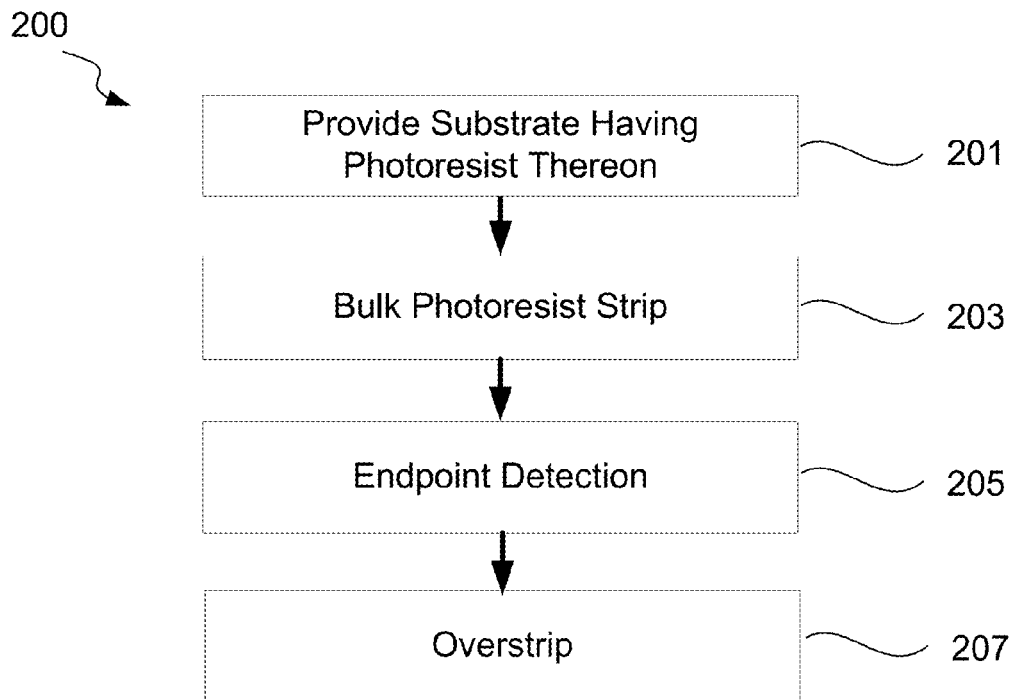 200
Provide Substrate Having
Photoresist Thereon
201
Bulk Photoresist Strip
203
Endpoint Detection
205
Overstrip
207